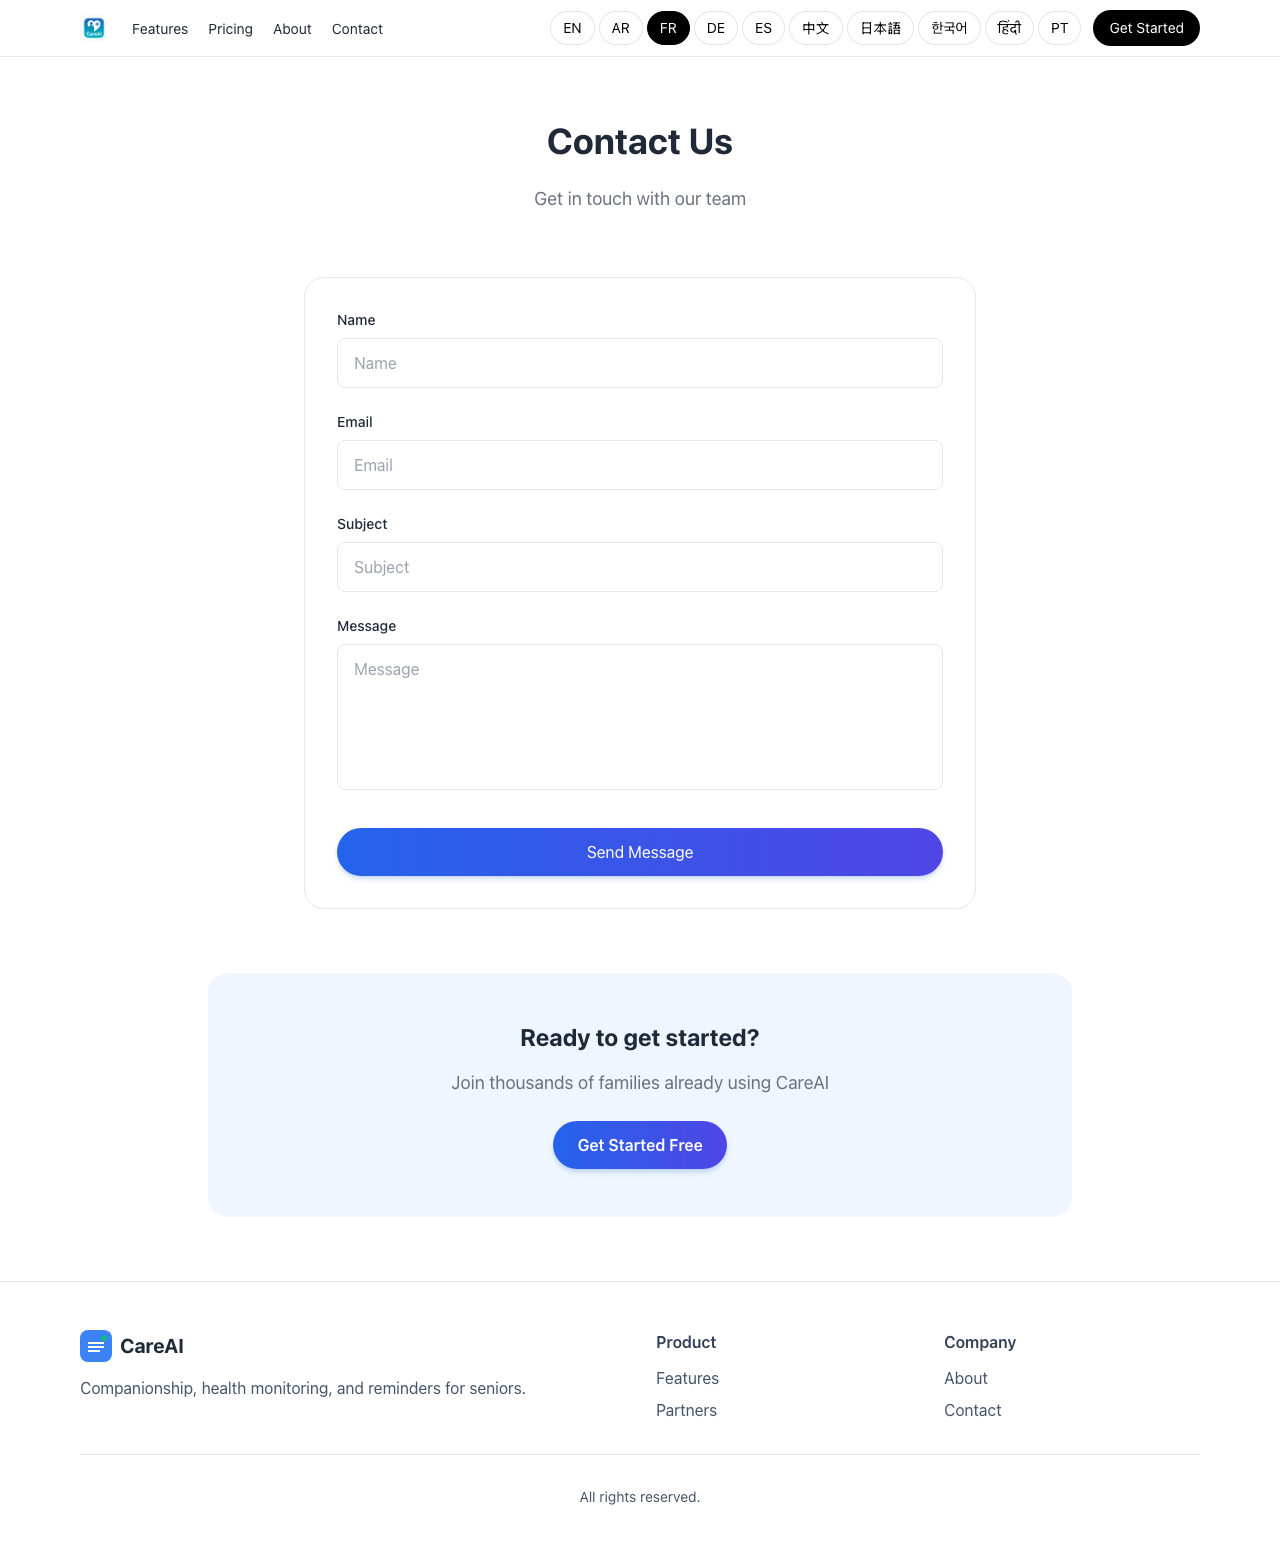 CareAI
Features Pricing About Contact
EN AR FR DE ES 中文 日本語 한국어 हिंदी PT Get Started
Contact Us
Get in touch with our team
Name
Name
Email
Email
Subject
Subject
Message
Message
Send Message
Ready to get started?
Join thousands of families already using CareAI
Get Started Free
CareAI
Companionship, health monitoring, and reminders for seniors.
Product
Features
Partners
Company
About
Contact
All rights reserved.